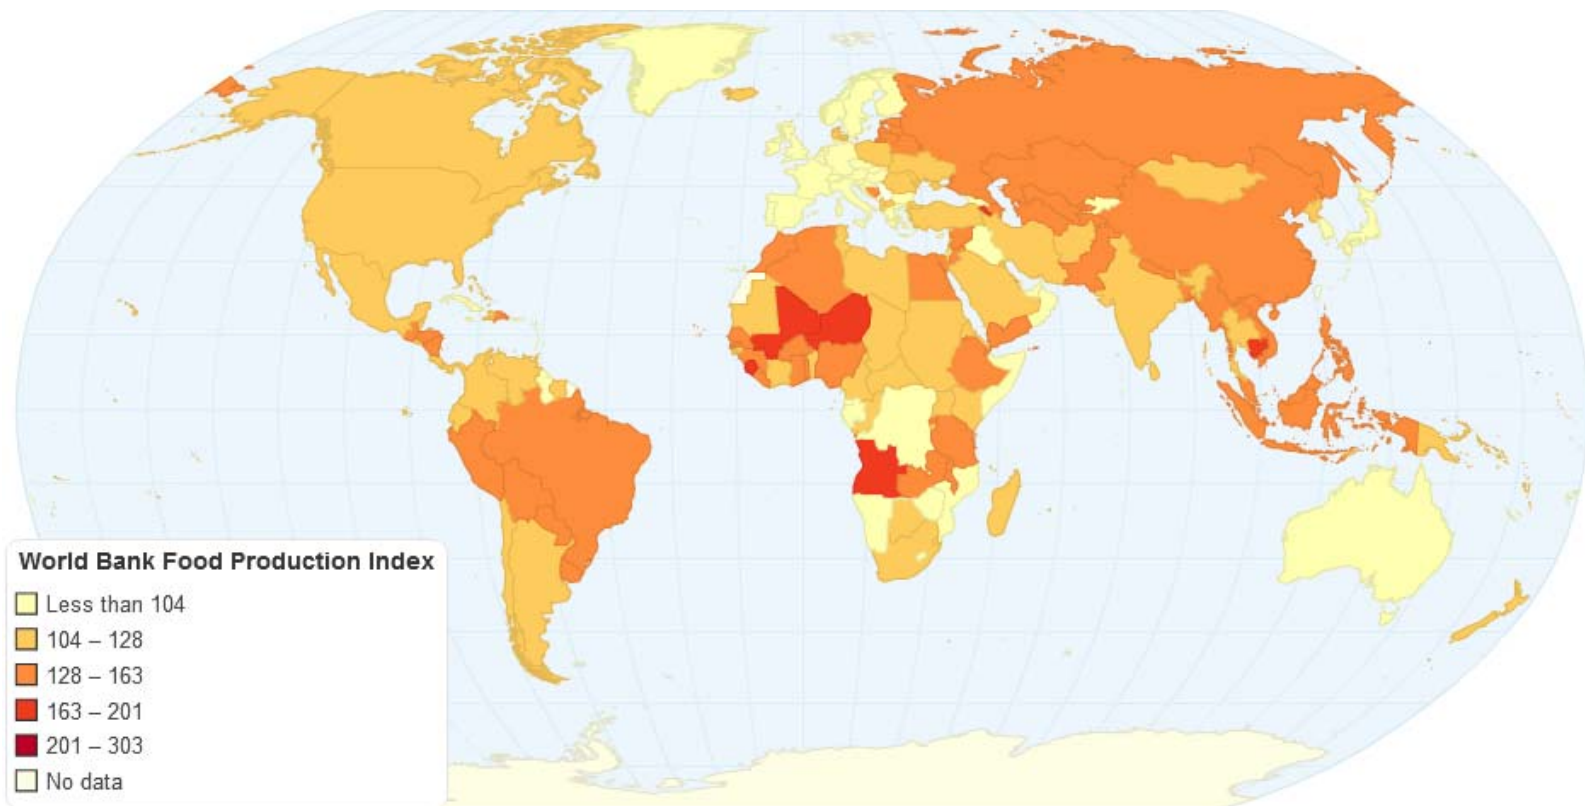 World Bank Food Production Index
Less than 104
104 – 128
128 – 163
163 – 201
201 – 303
No data